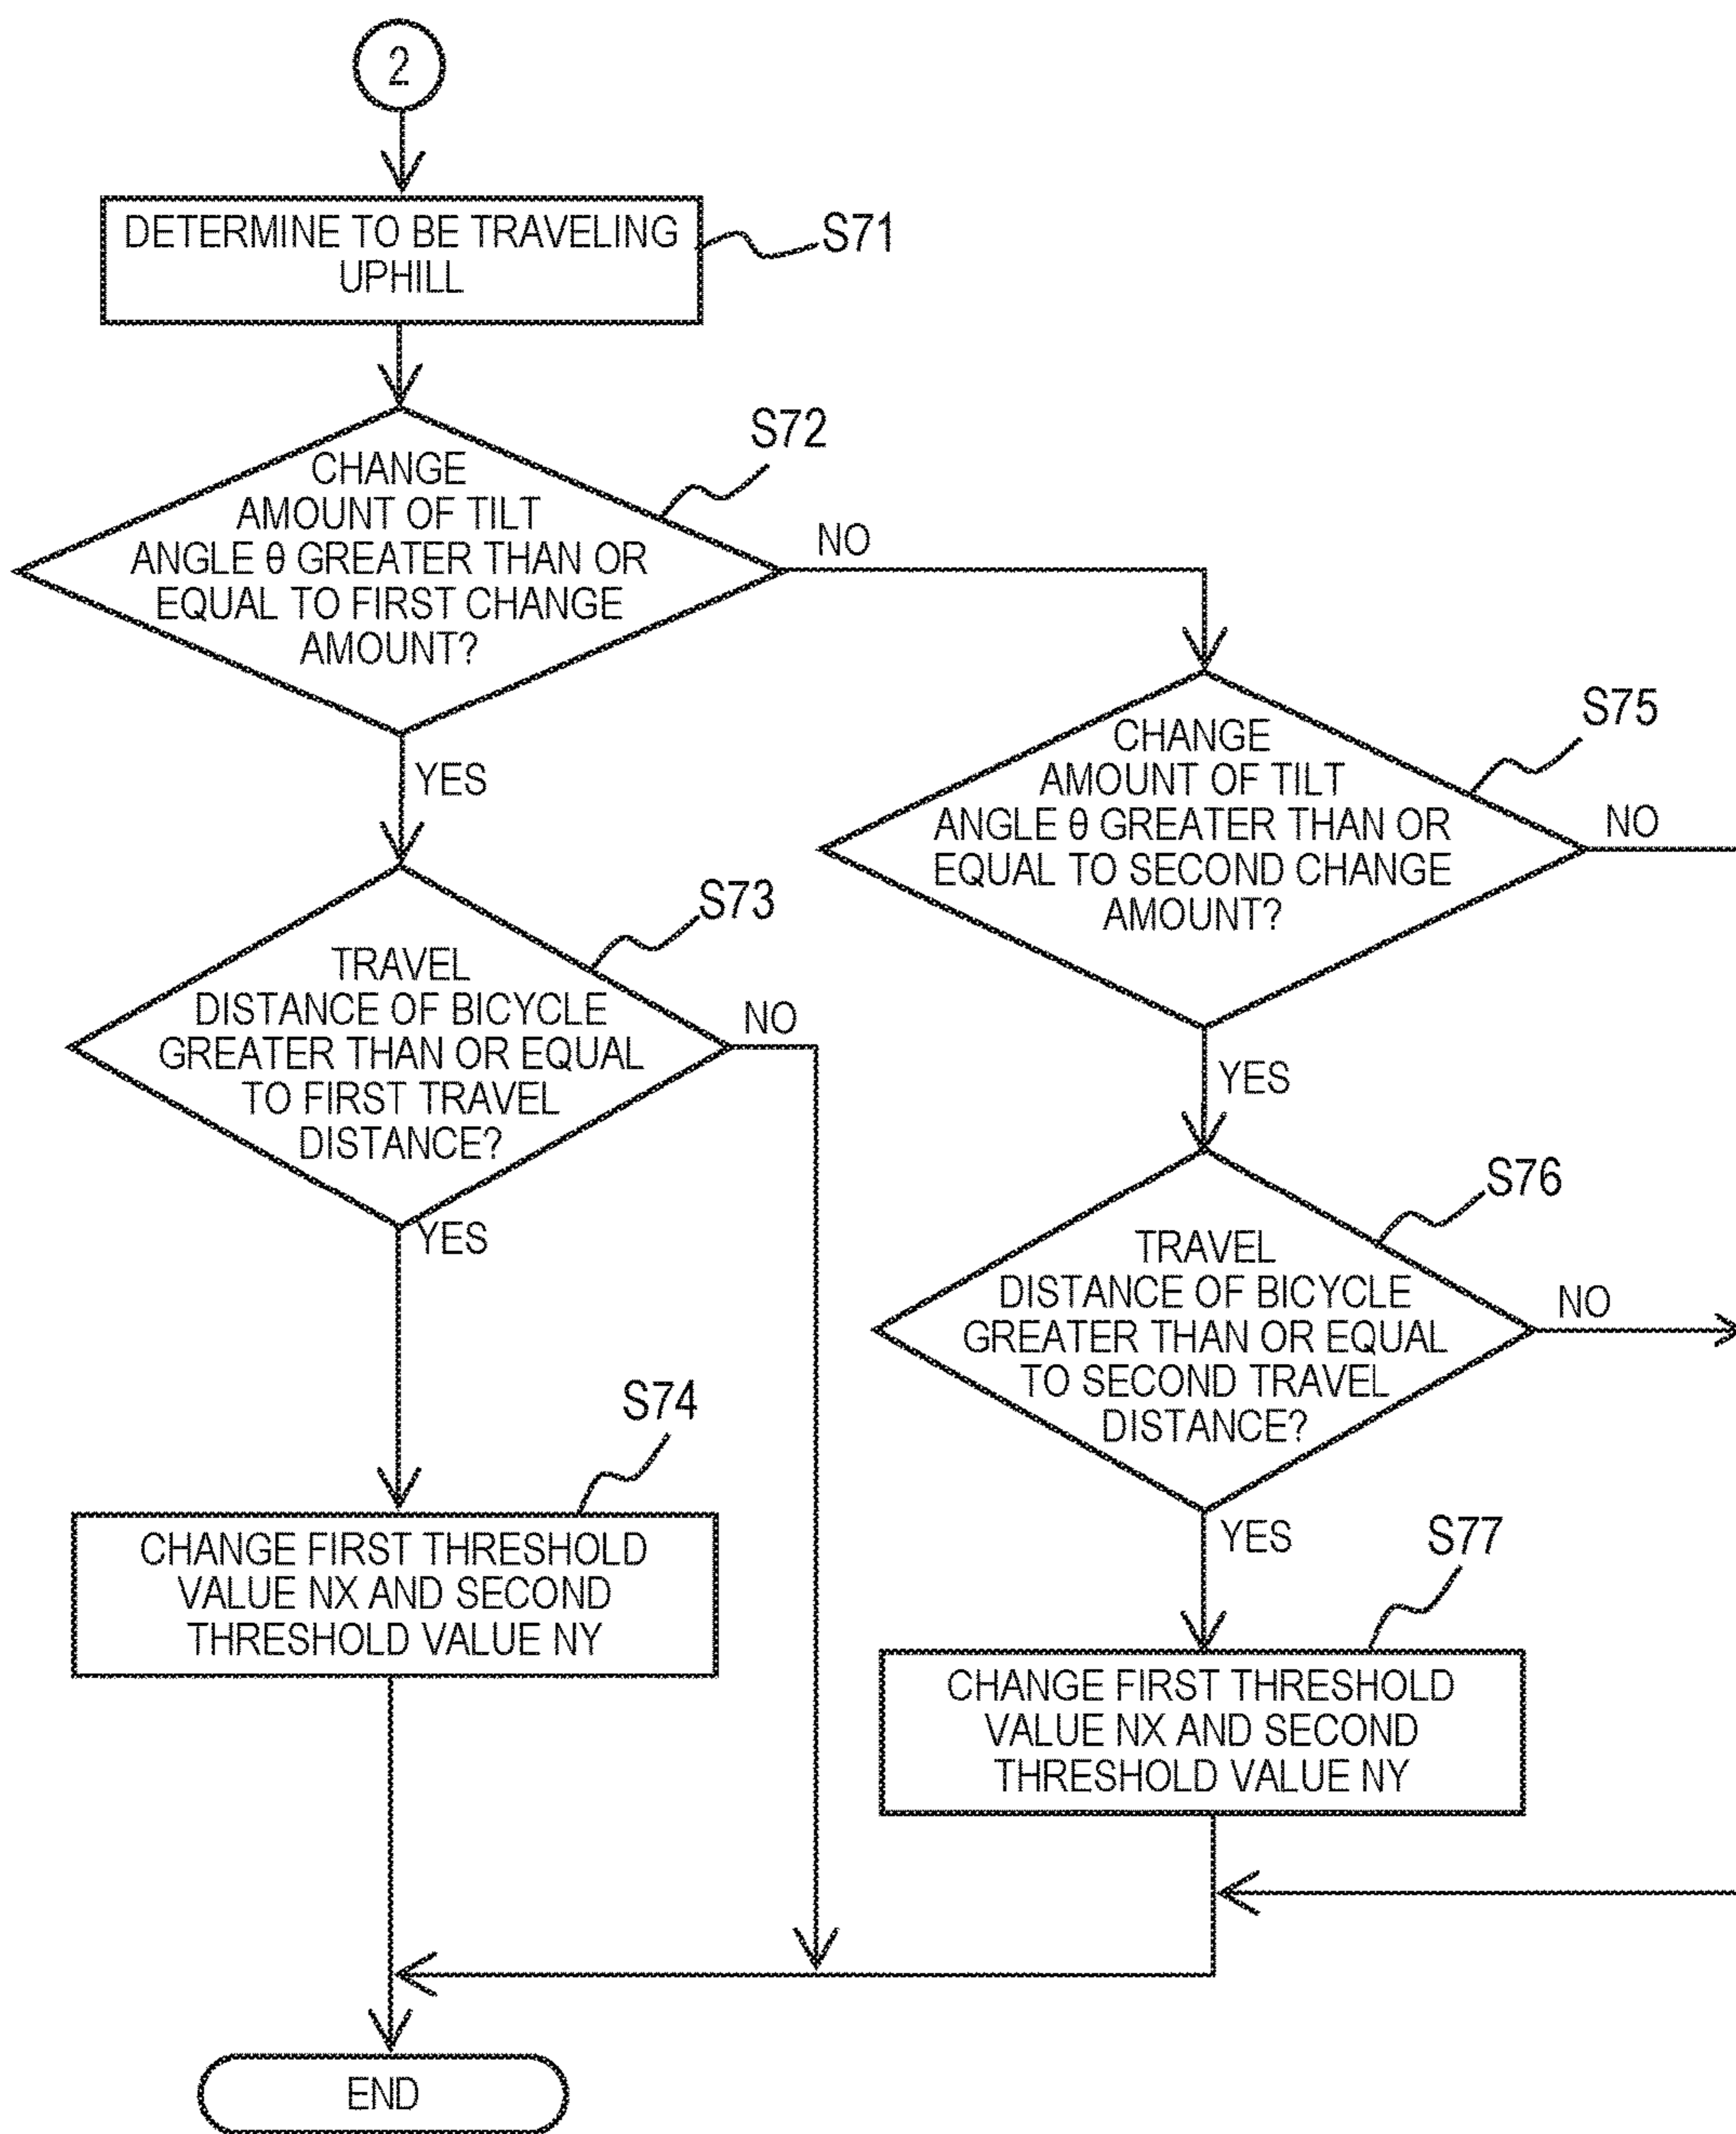 2
DETERMINE TO BE TRAVELING
UPHILL
S71
CHANGE
AMOUNT OF TILT
ANGLE θ GREATER THAN OR
EQUAL TO FIRST CHANGE
AMOUNT?
S72
NO
YES
TRAVEL
DISTANCE OF BICYCLE
GREATER THAN OR EQUAL
TO FIRST TRAVEL
DISTANCE?
S73
NO
YES
CHANGE FIRST THRESHOLD
VALUE NX AND SECOND
THRESHOLD VALUE NY
S74
CHANGE
AMOUNT OF TILT
ANGLE θ GREATER THAN OR
EQUAL TO SECOND CHANGE
AMOUNT?
S75
NO
YES
TRAVEL
DISTANCE OF BICYCLE
GREATER THAN OR EQUAL
TO SECOND TRAVEL
DISTANCE?
S76
NO
YES
CHANGE FIRST THRESHOLD
VALUE NX AND SECOND
THRESHOLD VALUE NY
S77
END